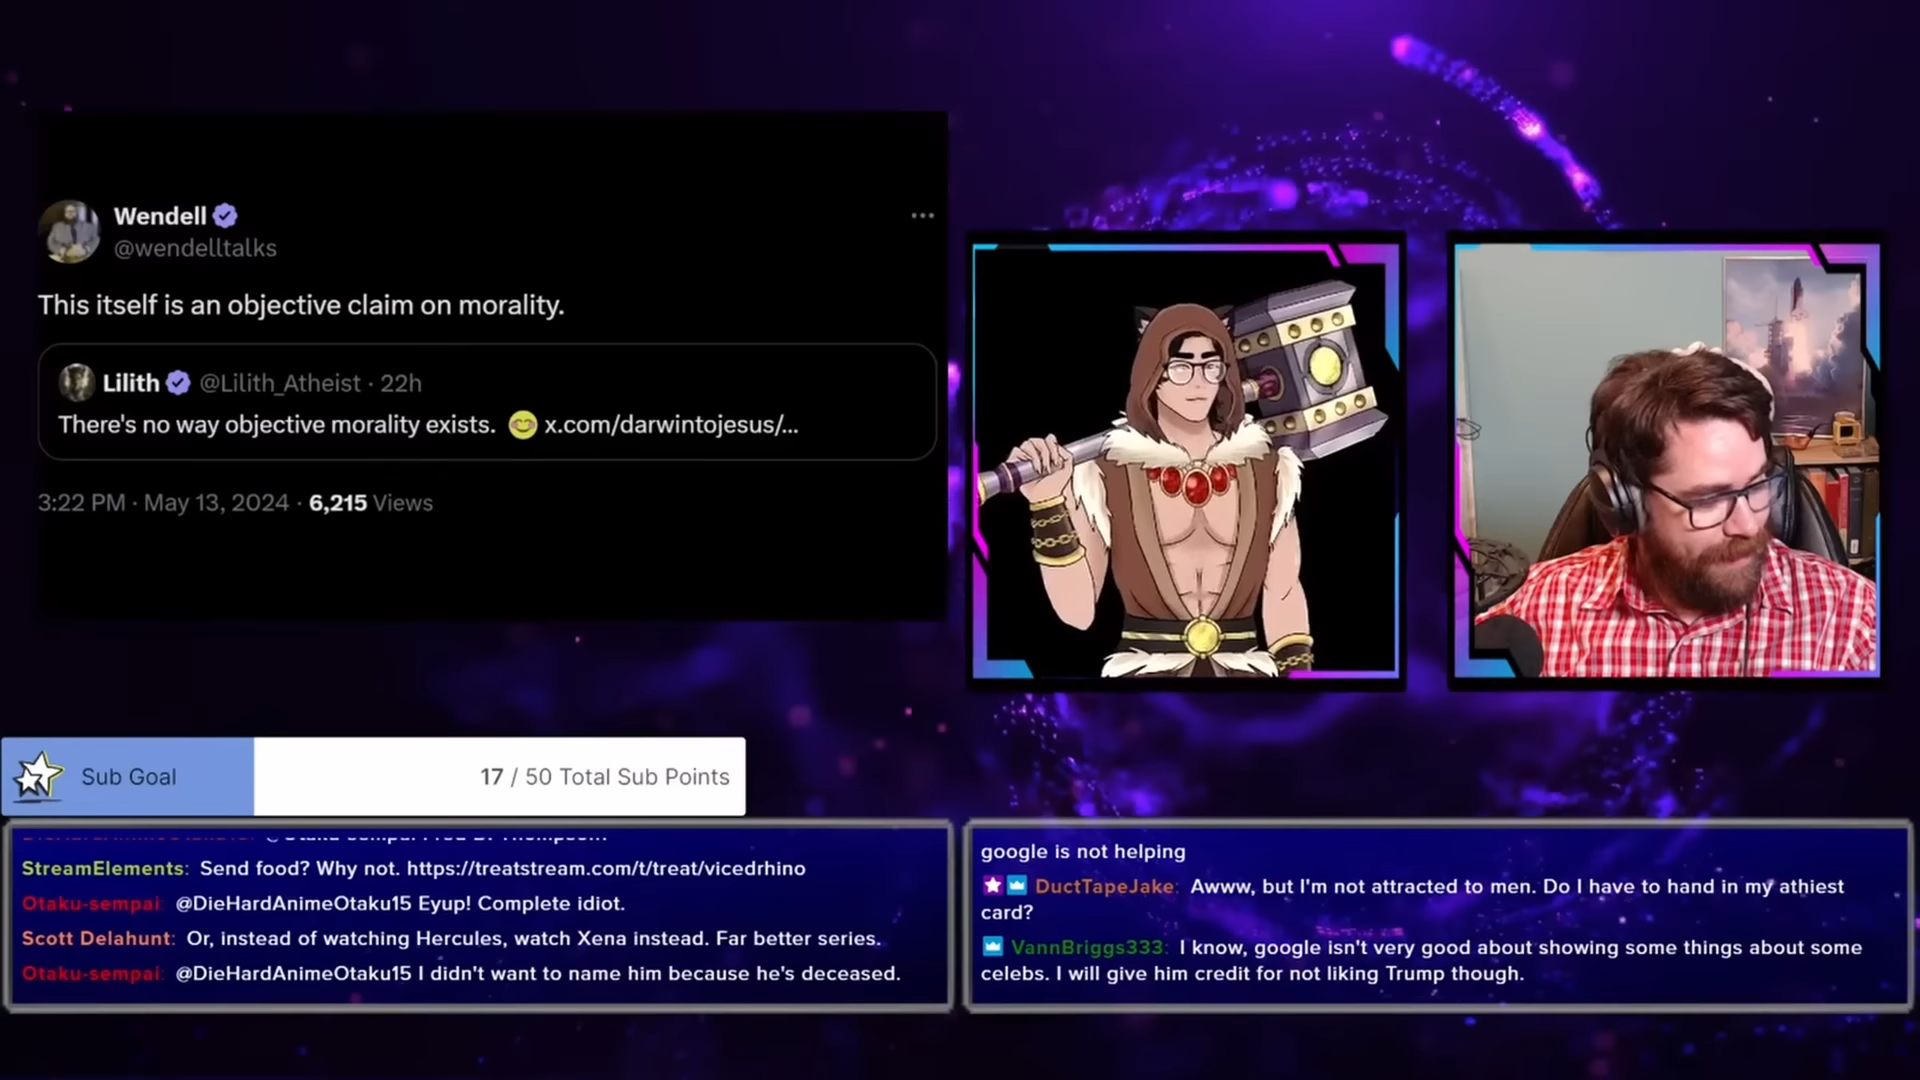 Wendell
@wendelltalks
This itself is an objective claim on morality.
Lilith @Lilith_Atheist · 22h
There's no way objective morality exists. 😊 x.com/darwintojesus/...
3:22 PM · May 13, 2024 · 6,215 Views
Sub Goal
17 / 50 Total Sub Points
StreamElements: Send food? Why not. https://treatstream.com/t/treat/vicedrhino
Otaku-sempai: @DieHardAnimeOtaku15 Eyup! Complete idiot.
Scott Delahunt: Or, instead of watching Hercules, watch Xena instead. Far better series.
Otaku-sempai: @DieHardAnimeOtaku15 I didn't want to name him because he's deceased.
google is not helping
DuctTapeJake: Awww, but I'm not attracted to men. Do I have to hand in my athiest
card?
VannBriggs333: I know, google isn't very good about showing some things about some
celebs. I will give him credit for not liking Trump though.